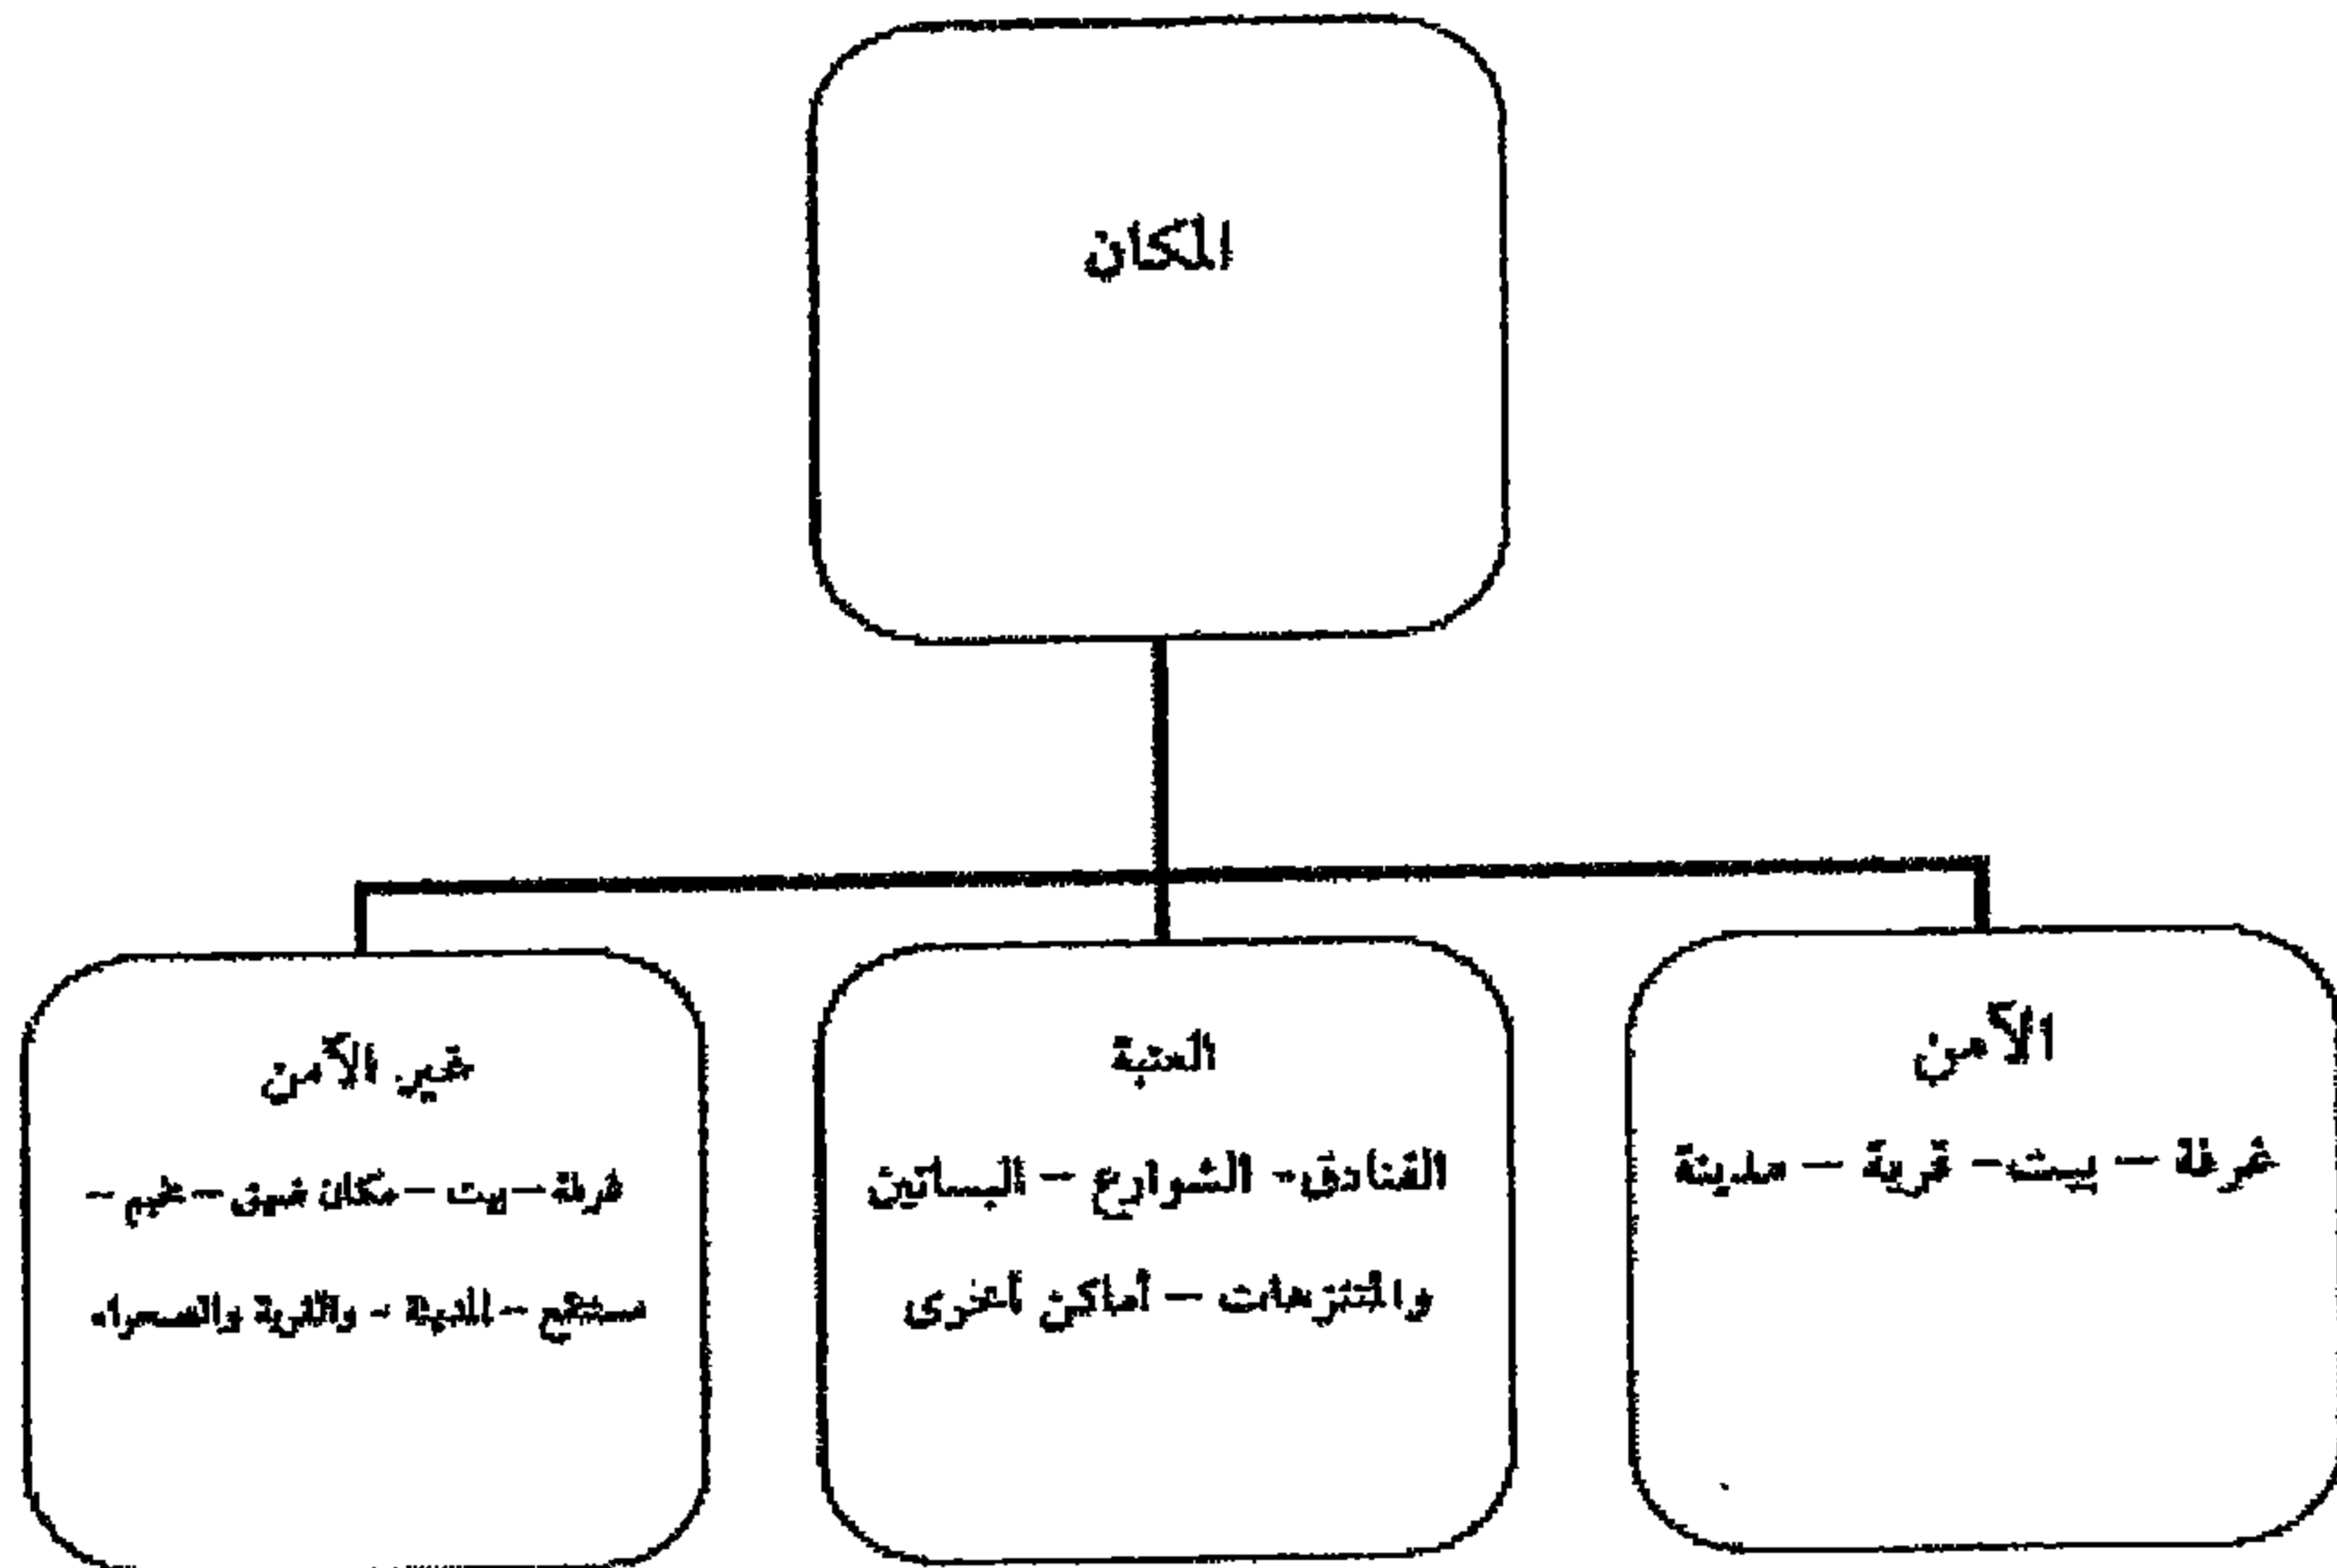 المكان
الآمن
غرفة – بيت – قرية – مدينة
العتبة
الفنادق - الشوارع – البساتين
والمتنزهات – أماكن أخرى
غير الآمن
غرفة – بيت – مكان ضيق – مخيم –
مستنقع – المدينة - والقرية والصحراء